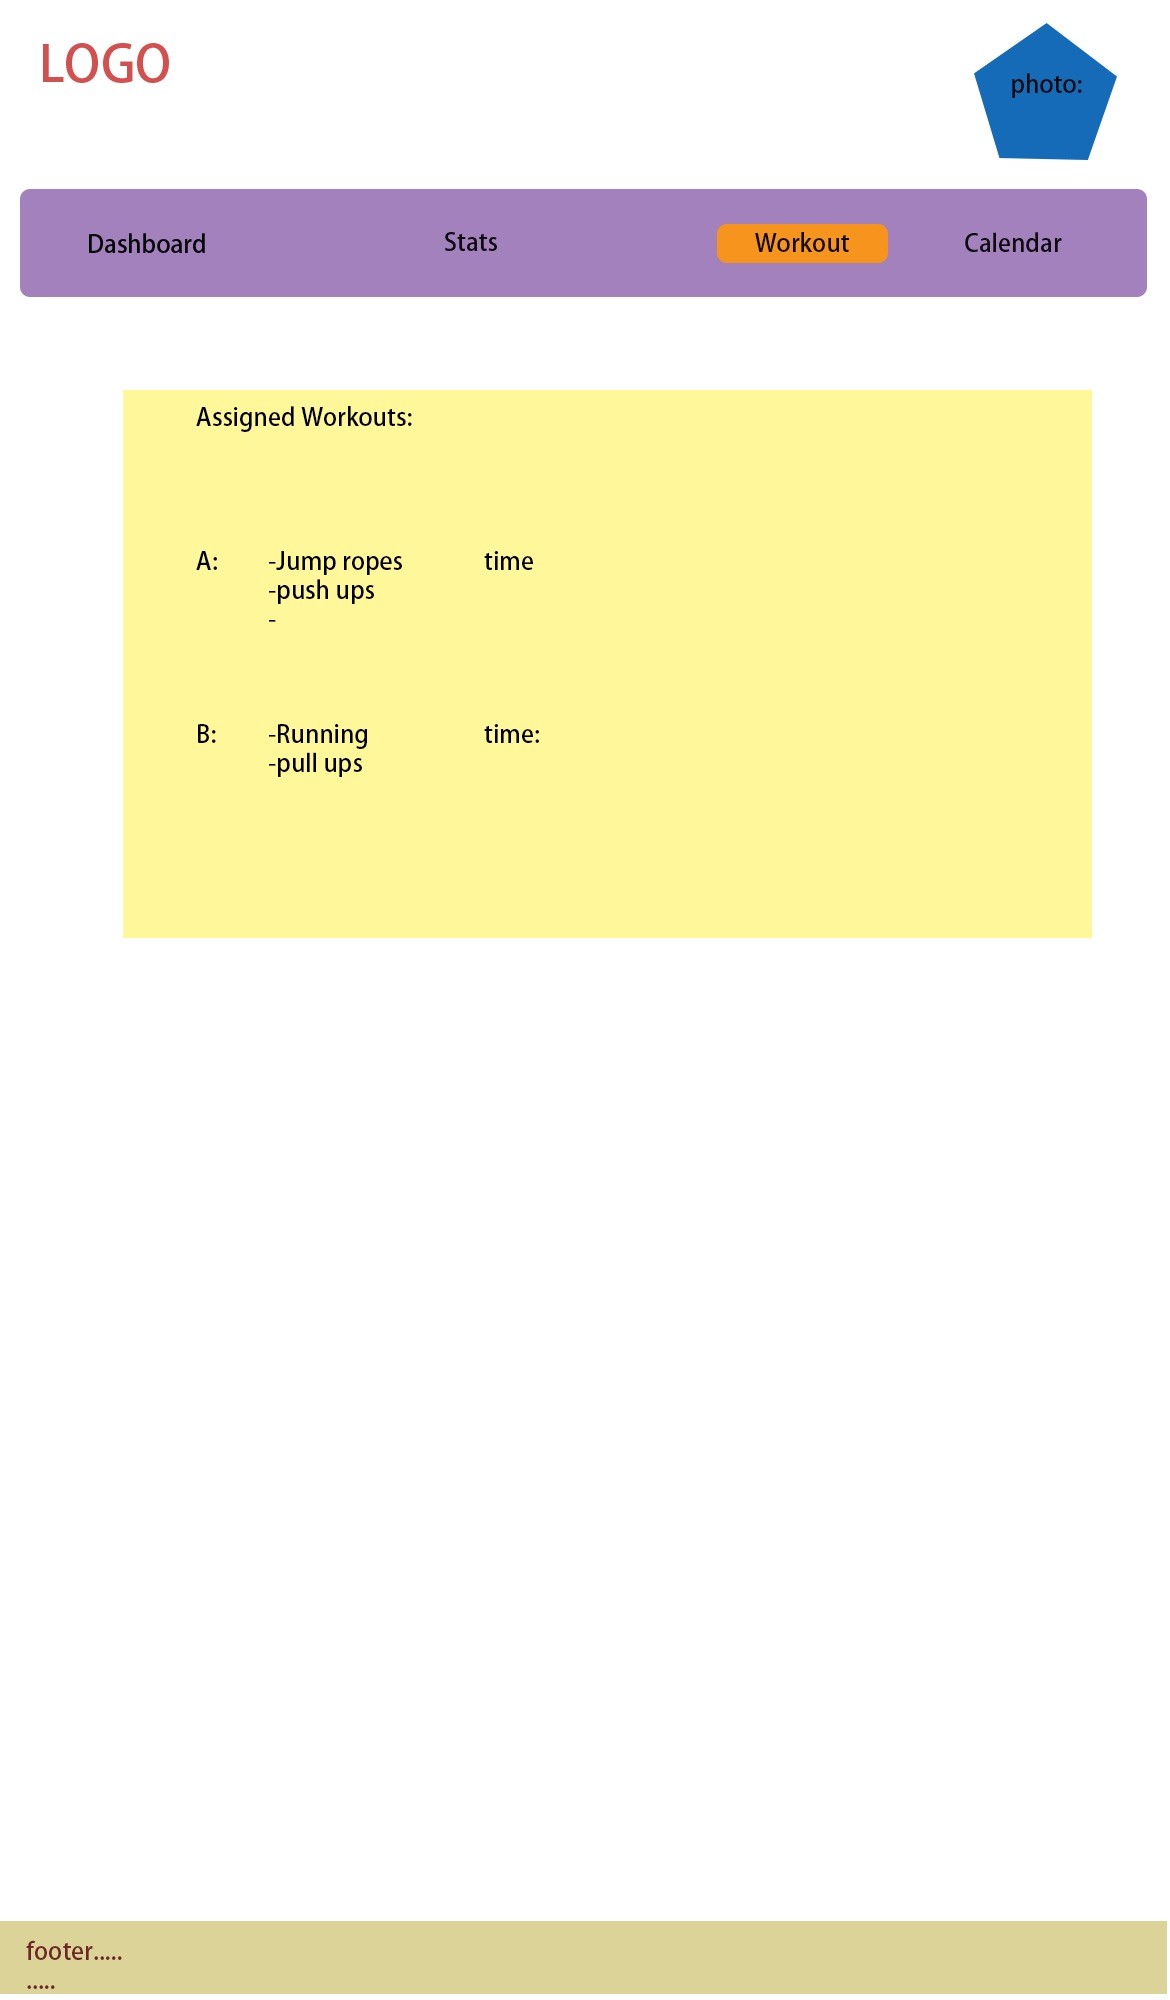 LOGO
photo:
Dashboard Stats Workout Calendar
Assigned Workouts:
A: -Jump ropes time
-push ups
-
B: -Running time:
-pull ups
footer.....
.....